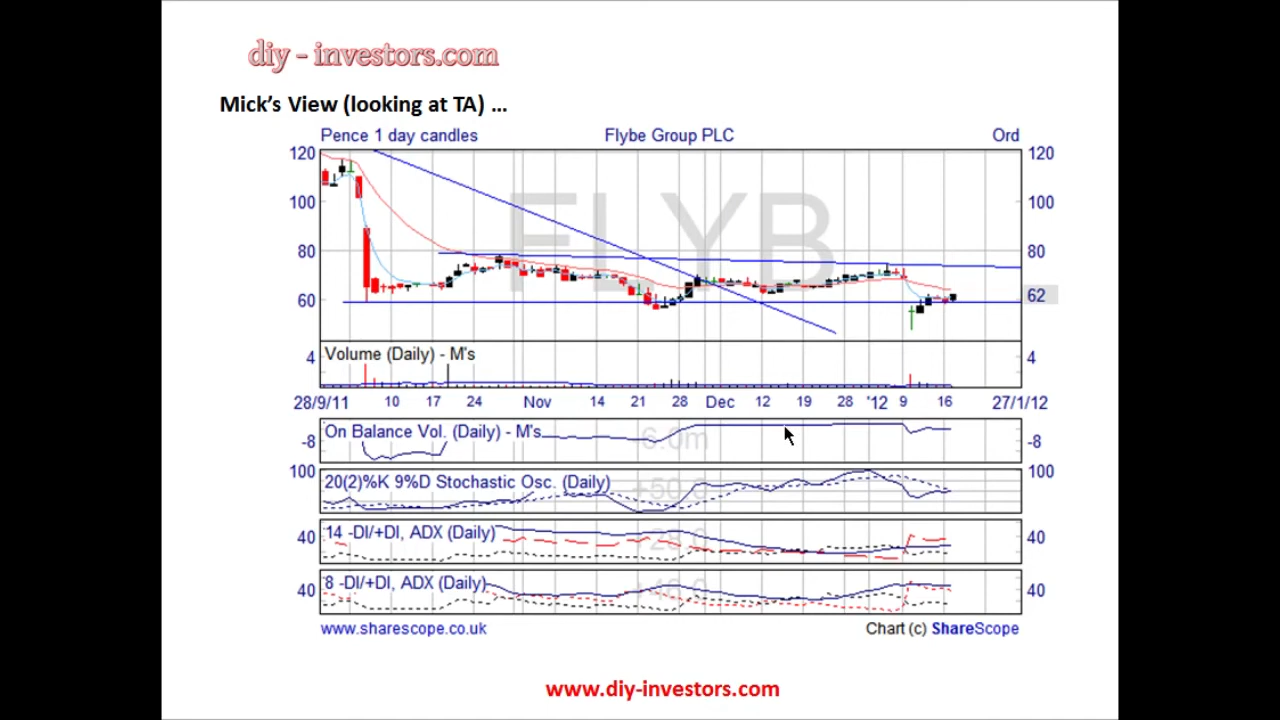 diy - investors.com
Mick's View (looking at TA) ...
Pence 1 day candles Flybe Group PLC Ord
FLYB
120 120
100 100
80 80
60 62
Volume (Daily) - M's
4 4
28/9/11 10 17 24 Nov 14 21 28 Dec 12 19 28 '12 9 16 27/1/12
On Balance Vol. (Daily) - M's
-8 -8
100 100
20(2)%K 9%D Stochastic Osc. (Daily)
14 -DI/+DI, ADX (Daily)
40 40
8 -DI/+DI, ADX (Daily)
40 40
www.sharescope.co.uk Chart (c) ShareScope
www.diy-investors.com